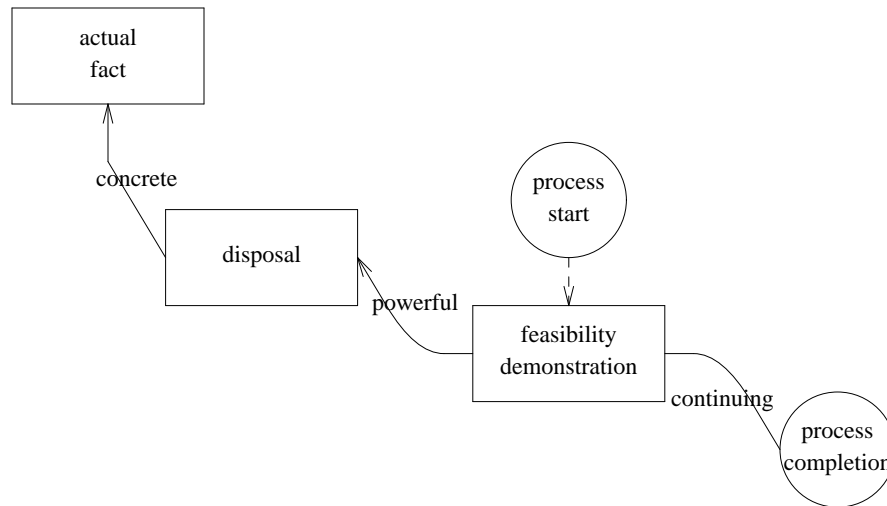 actual
fact
concrete
process
start
disposal
powerful
feasibility
demonstration
continuing
process
completion